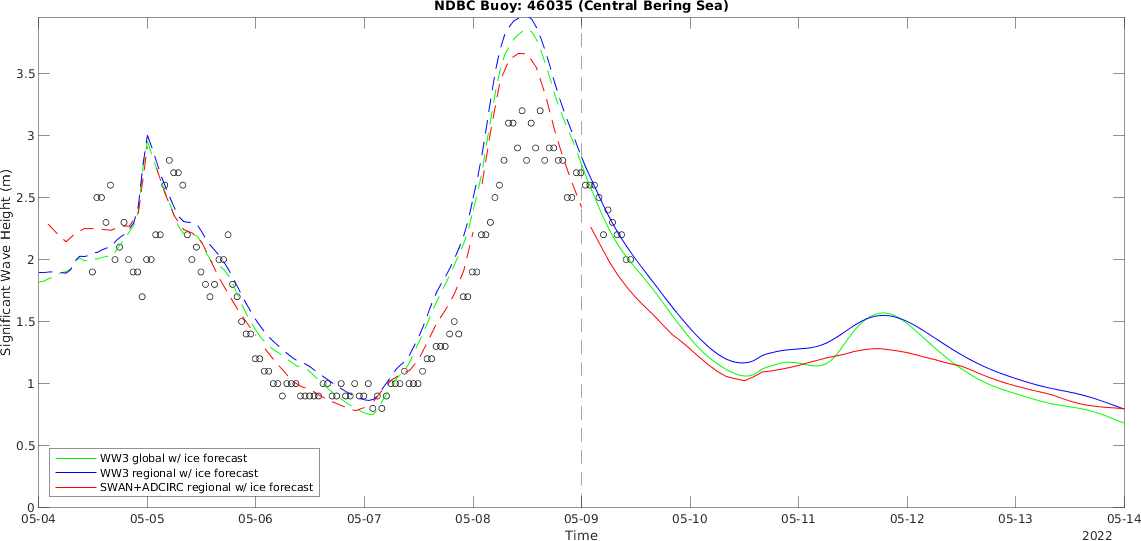 NDBC Buoy: 46035 (Central Bering Sea)
3.5
3
2.5
2
1.5
1
0.5
0
Significant Wave Height (m)
WW3 global w/ ice forecast
WW3 regional w/ ice forecast
SWAN+ADCIRC regional w/ ice forecast
05-04 05-05 05-06 05-07 05-08 05-09 05-10 05-11 05-12 05-13 05-14
Time
2022